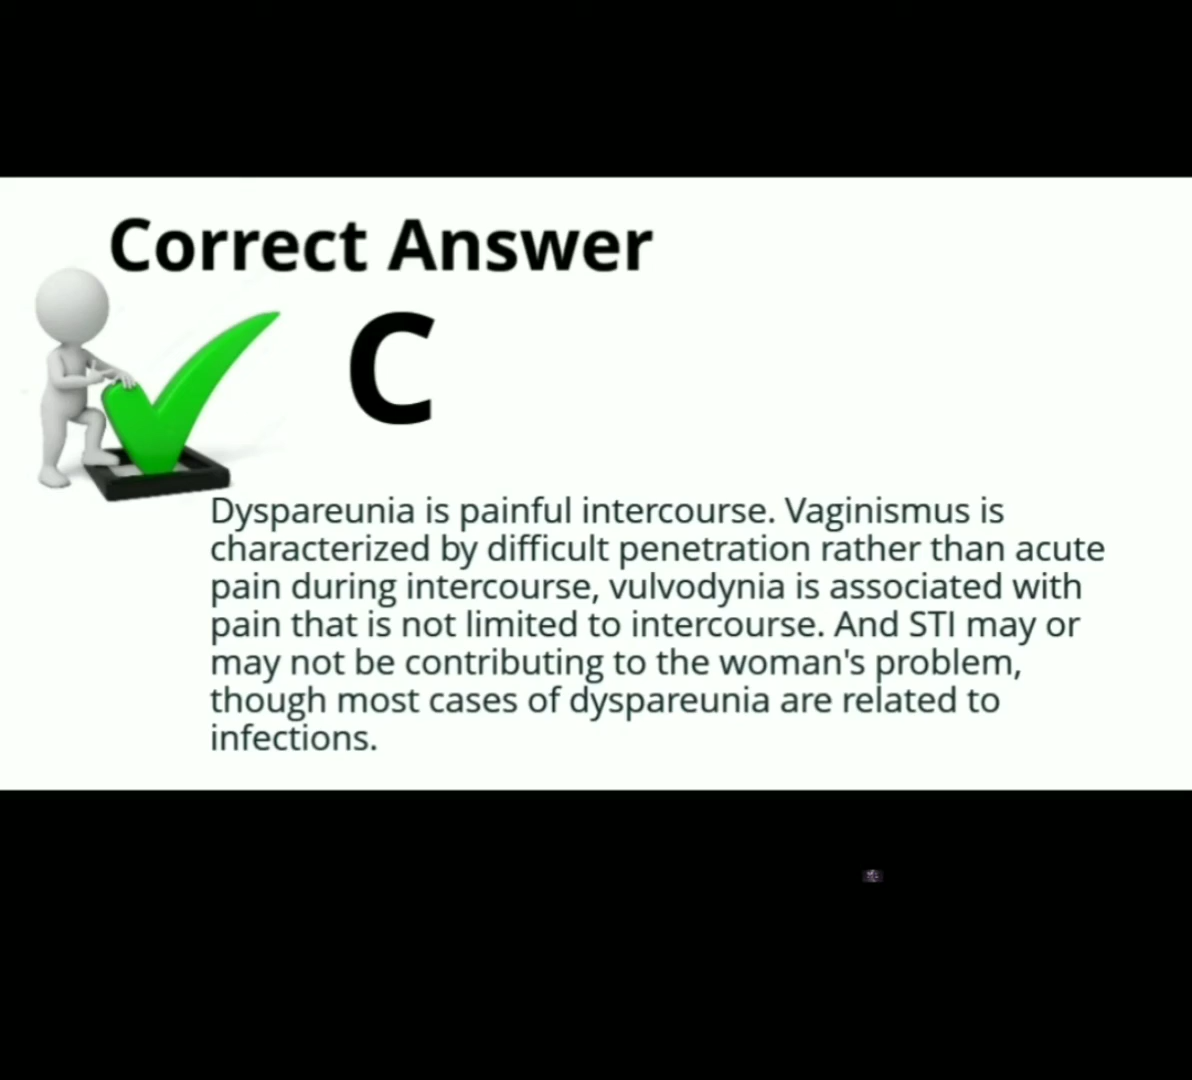 Correct Answer
C
Dyspareunia is painful intercourse. Vaginismus is
characterized by difficult penetration rather than acute
pain during intercourse, vulvodynia is associated with
pain that is not limited to intercourse. And STI may or
may not be contributing to the woman's problem,
though most cases of dyspareunia are related to
infections.